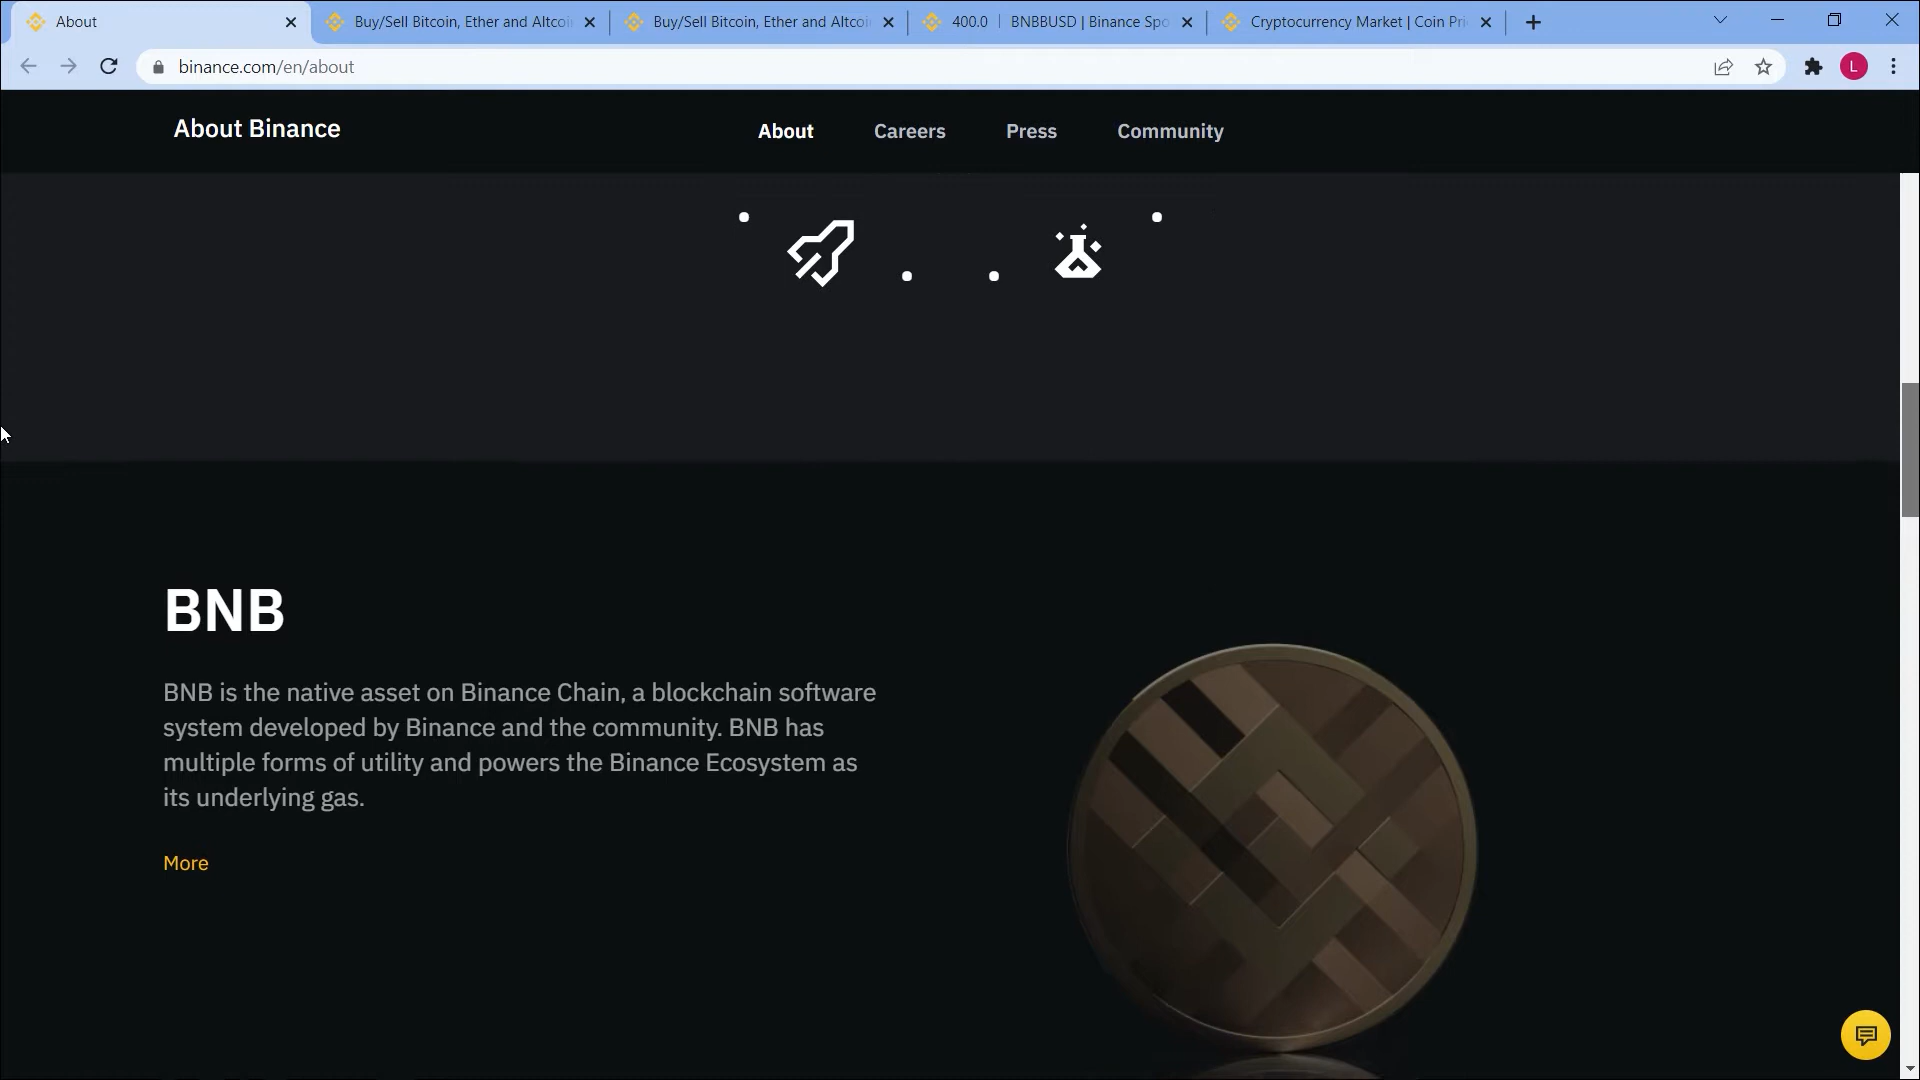 About
Buy/Sell Bitcoin, Ether and Altcoi
Buy/Sell Bitcoin, Ether and Altcoi
400.0 | BNBBUSD | Binance Spo
Cryptocurrency Market | Coin Pri
binance.com/en/about
L
About Binance
About
Careers
Press
Community
BNB
BNB is the native asset on Binance Chain, a blockchain software
system developed by Binance and the community. BNB has
multiple forms of utility and powers the Binance Ecosystem as
its underlying gas.
More